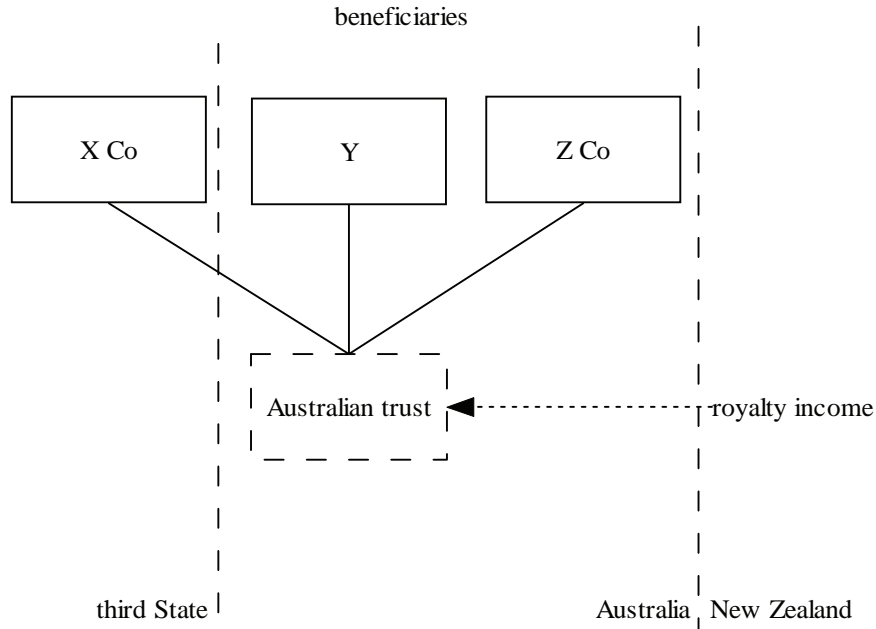 beneficiaries
X Co
Y
Z Co
Australian trust
royalty income
third State
Australia
New Zealand